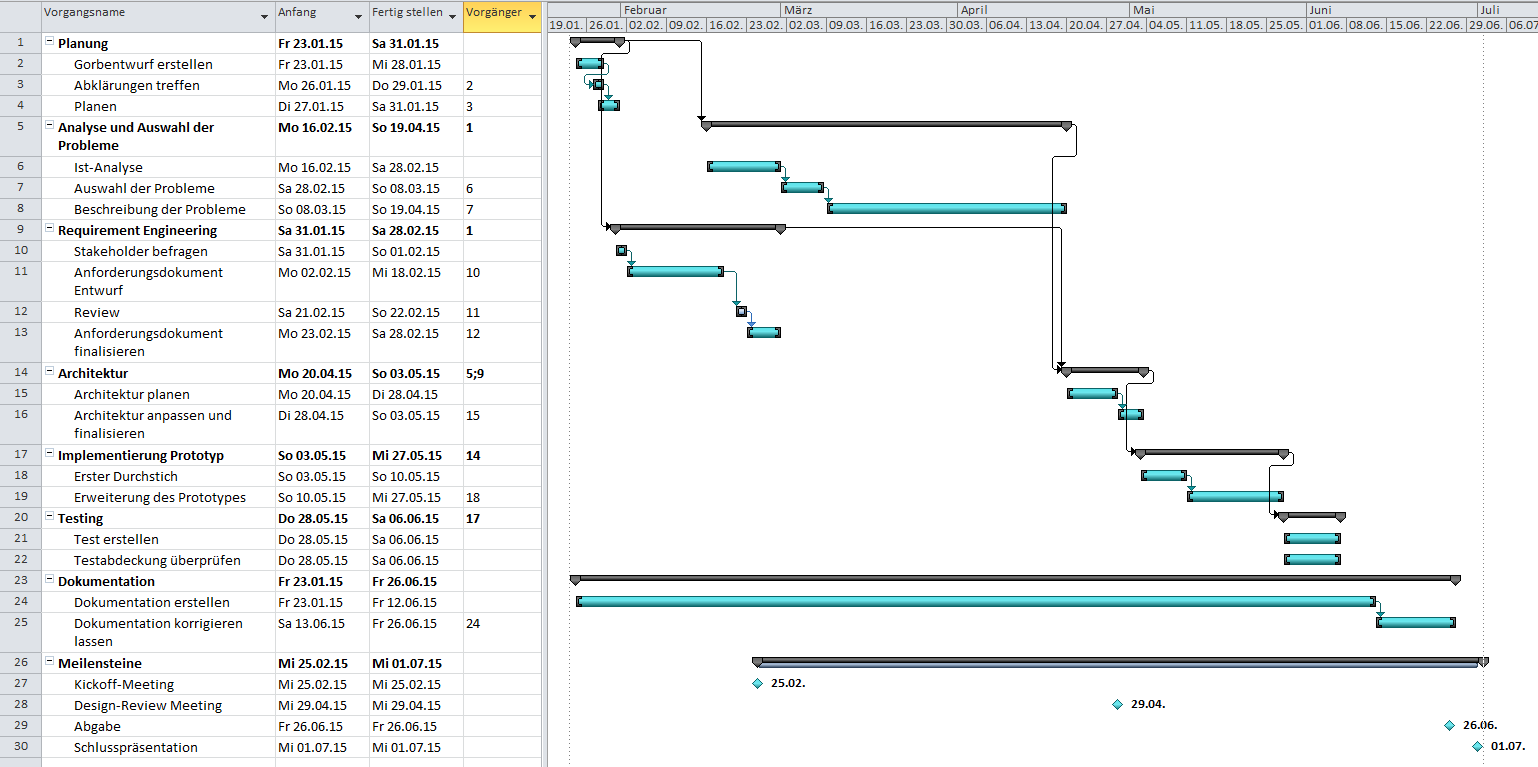 Vorgangsname Anfang Fertig stellen Vorgänger
Februar März April Mai Juni Juli
19.01. 26.01. 02.02. 09.02. 16.02. 23.02. 02.03. 09.03. 16.03. 23.03. 30.03. 06.04. 13.04. 20.04. 27.04. 04.05. 11.05. 18.05. 25.05. 01.06. 08.06. 15.06. 22.06. 29.06. 06.07
1 Planung Fr 23.01.15 Sa 31.01.15
2 Gorbentwurf erstellen Fr 23.01.15 Mi 28.01.15
3 Abklärungen treffen Mo 26.01.15 Do 29.01.15 2
4 Planen Di 27.01.15 Sa 31.01.15 3
5 Analyse und Auswahl der Mo 16.02.15 So 19.04.15 1
Probleme
6 Ist-Analyse Mo 16.02.15 Sa 28.02.15
7 Auswahl der Probleme Sa 28.02.15 So 08.03.15 6
8 Beschreibung der Probleme So 08.03.15 So 19.04.15 7
9 Requirement Engineering Sa 31.01.15 Sa 28.02.15 1
10 Stakeholder befragen Sa 31.01.15 So 01.02.15
11 Anforderungsdokument Mo 02.02.15 Mi 18.02.15 10
Entwurf
12 Review Sa 21.02.15 So 22.02.15 11
13 Anforderungsdokument Mo 23.02.15 Sa 28.02.15 12
finalisieren
14 Architektur Mo 20.04.15 So 03.05.15 5;9
15 Architektur planen Mo 20.04.15 Di 28.04.15
16 Architektur anpassen und Di 28.04.15 So 03.05.15 15
finalisieren
17 Implementierung Prototyp So 03.05.15 Mi 27.05.15 14
18 Erster Durchstich So 03.05.15 So 10.05.15
19 Erweiterung des Prototypes So 10.05.15 Mi 27.05.15 18
20 Testing Do 28.05.15 Sa 06.06.15 17
21 Test erstellen Do 28.05.15 Sa 06.06.15
22 Testabdeckung überprüfen Do 28.05.15 Sa 06.06.15
23 Dokumentation Fr 23.01.15 Fr 26.06.15
24 Dokumentation erstellen Fr 23.01.15 Fr 12.06.15
25 Dokumentation korrigieren Sa 13.06.15 Fr 26.06.15 24
lassen
26 Meilensteine Mi 25.02.15 Mi 01.07.15
27 Kickoff-Meeting Mi 25.02.15 Mi 25.02.15 25.02.
28 Design-Review Meeting Mi 29.04.15 Mi 29.04.15 29.04.
29 Abgabe Fr 26.06.15 Fr 26.06.15 26.06.
30 Schlusspräsentation Mi 01.07.15 Mi 01.07.15 01.07.